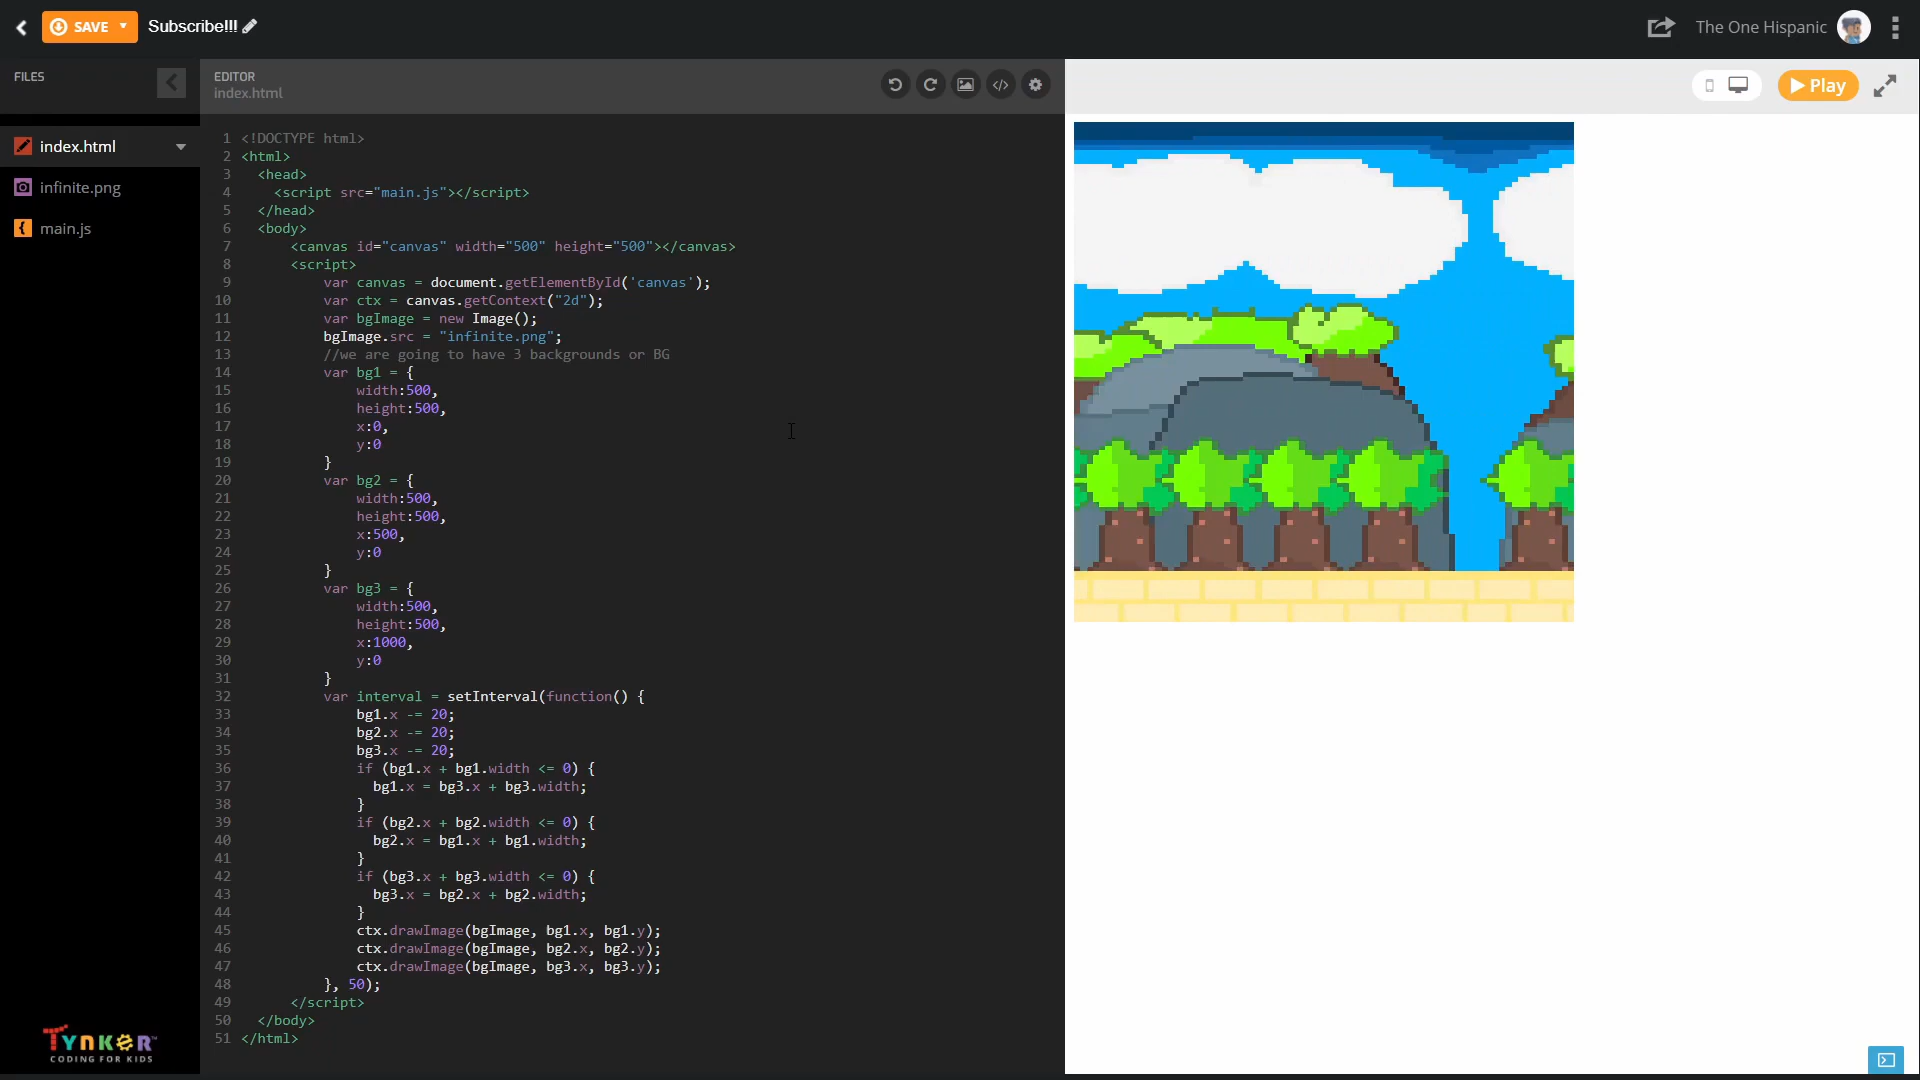 SAVE
Subscribe!!!
The One Hispanic
FILES
EDITOR
index.html
Play
index.html
infinite.png
main.js
1 <!DOCTYPE html>
2 <html>
3 <head>
4 <script src="main.js"></script>
5 </head>
6 <body>
7 <canvas id="canvas" width="500" height="500"></canvas>
8 <script>
9 var canvas = document.getElementById('canvas');
10 var ctx = canvas.getContext("2d");
11 var bgImage = new Image();
12 bgImage.src = "infinite.png";
13 //we are going to have 3 backgrounds or BG
14 var bg1 = {
15 width:500,
16 height:500,
17 x:0,
18 y:0
19 }
20 var bg2 = {
21 width:500,
22 height:500,
23 x:500,
24 y:0
25 }
26 var bg3 = {
27 width:500,
28 height:500,
29 x:1000,
30 y:0
31 }
32 var interval = setInterval(function() {
33 bg1.x -= 20;
34 bg2.x -= 20;
35 bg3.x -= 20;
36 if (bg1.x + bg1.width <= 0) {
37 bg1.x = bg3.x + bg3.width;
38 }
39 if (bg2.x + bg2.width <= 0) {
40 bg2.x = bg1.x + bg1.width;
41 }
42 if (bg3.x + bg3.width <= 0) {
43 bg3.x = bg2.x + bg2.width;
44 }
45 ctx.drawImage(bgImage, bg1.x, bg1.y);
46 ctx.drawImage(bgImage, bg2.x, bg2.y);
47 ctx.drawImage(bgImage, bg3.x, bg3.y);
48 }, 50);
49 </script>
50 </body>
51 </html>
TYNKER
CODING FOR KIDS